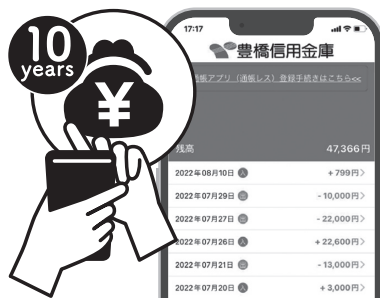 10
years
¥
17:17
豊橋信用金庫
通帳アプリ（通帳レス）登録手続きはこちら<<
残高 47,366円
2022年08月10日 入 +799円>
2022年07月29日 出 -10,000円>
2022年07月27日 出 -22,000円>
2022年07月26日 入 +22,600円>
2022年07月21日 出 -13,000円>
2022年07月20日 入 +3,000円>